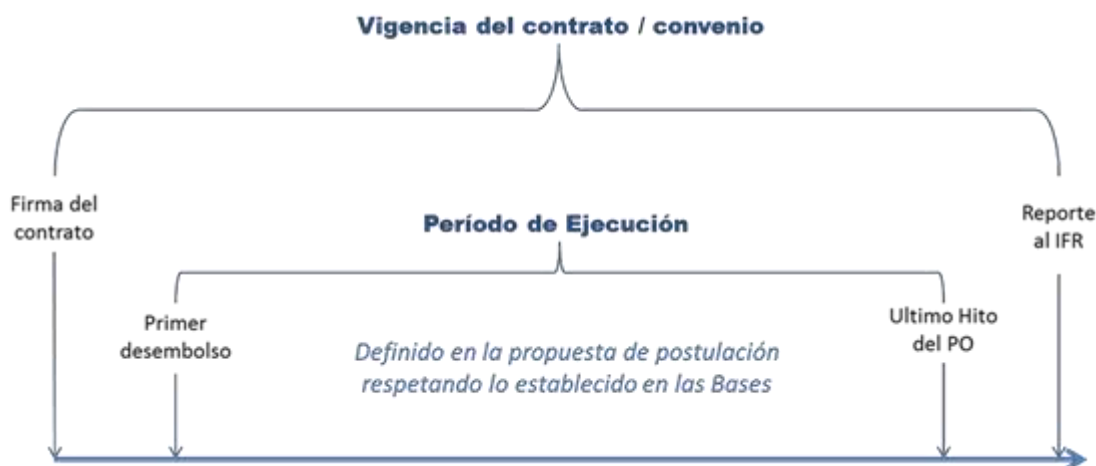 Vigencia del contrato / convenio
Firma del
contrato
Período de Ejecución
Reporte
al IFR
Primer
desembolso
Definido en la propuesta de postulación
respetando lo establecido en las Bases
Ultimo Hito
del PO